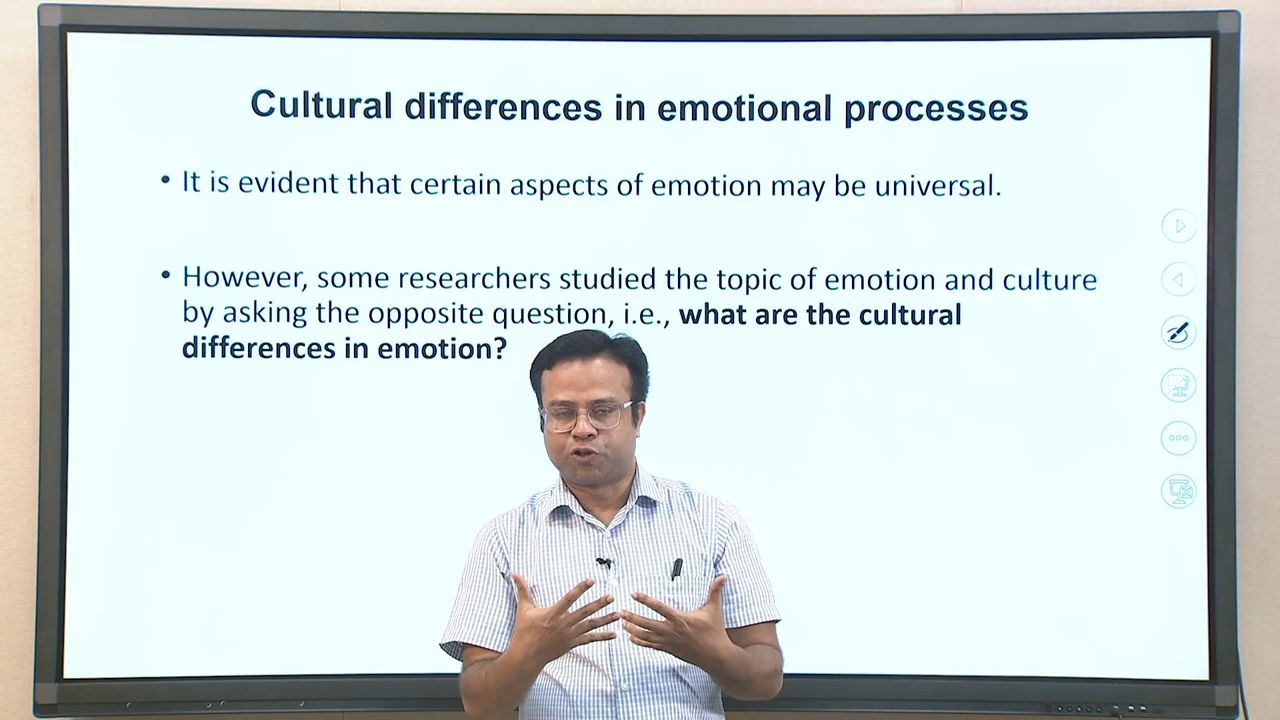 Cultural differences in emotional processes
• It is evident that certain aspects of emotion may be universal.
• However, some researchers studied the topic of emotion and culture
by asking the opposite question, i.e., what are the cultural
differences in emotion?